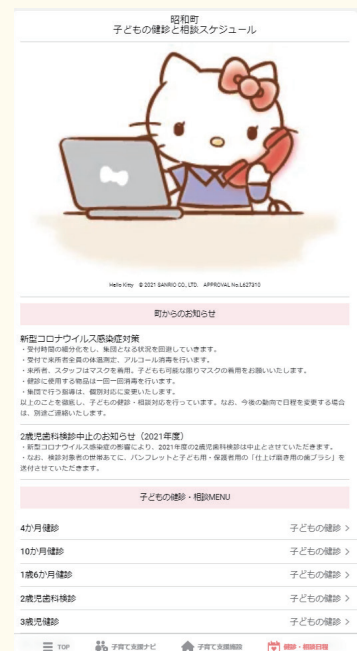 昭和町
子どもの健診と相談スケジュール
Hello Kitty © 2021 SANRIO CO., LTD. APPROVAL No.L627310
町からのお知らせ
新型コロナウイルス感染症対策
・受付時間の細分化をし、集団となる状況を回避していきます。
・受付で来所者全員の体温測定、アルコール消毒を行います。
・来所者、スタッフはマスクを着用、子どもも可能な限りマスクの着用をお願いいたします。
・健診に使用する物品は一回一回消毒を行います。
・集団で行う指導は、個別対応に変更いたします。
以上のことを徹底し、子どもの健診・相談対応を行っています。なお、今後の動向で日程を変更する場合
は、別途ご連絡いたします。
2歳児歯科検診中止のお知らせ（2021年度）
・新型コロナウイルス感染症の影響により、2021年度の2歳児歯科検診は中止とさせていただきます。
・なお、検診対象者の世帯あてに、パンフレットと子ども用・保護者用の「仕上げ磨き用の歯ブラシ」を
送付させていただきます。
子どもの健診・相談MENU
4か月健診 子どもの健診 >
10か月健診 子どもの健診 >
1歳6か月健診 子どもの健診 >
2歳児歯科健診 子どもの健診 >
3歳児健診 子どもの健診 >
TOP 子育て支援ナビ 子育て支援施設 健診・相談日程